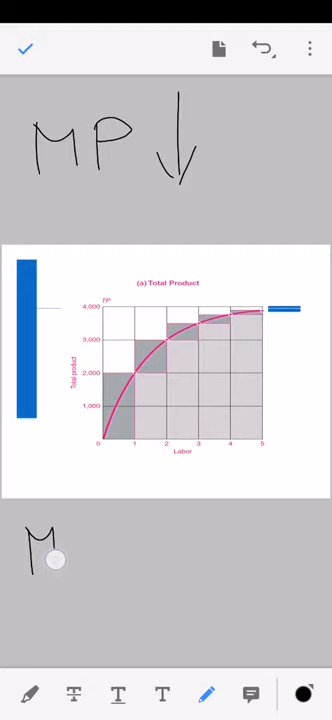 MP ↓
(a) Total Product
TP
4,000
3,000
2,000
1,000
0 1 2 3 4 5
Total product
Labor
M